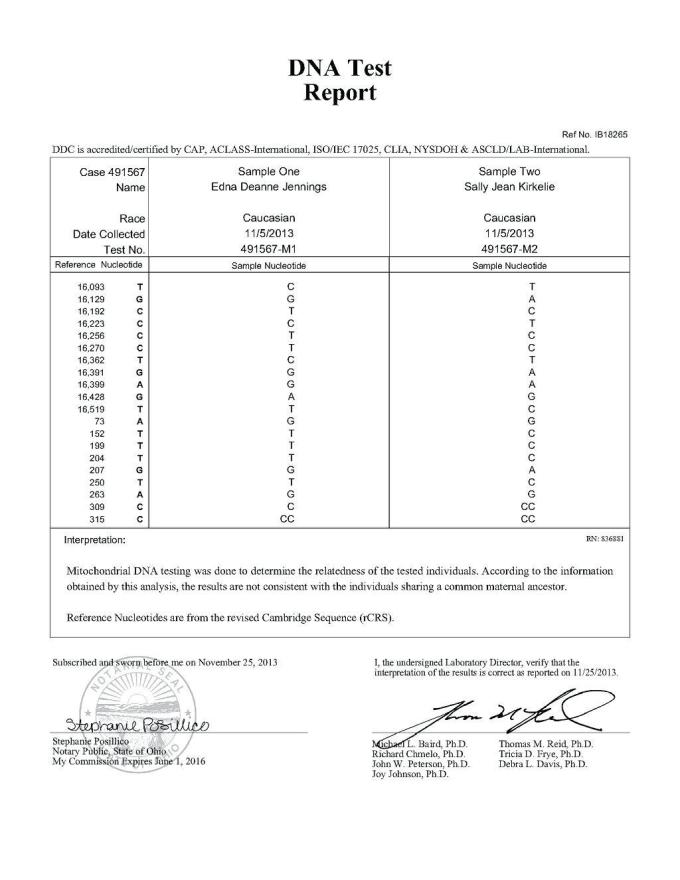 DNA Test
Report
Ref No. IB18265
DDC is accredited/certified by CAP, ACLASS-International, ISO/IEC 17025, CLIA, NYSDOH & ASCLD/LAB-International.
Case 491567 Sample One Sample Two
Name Edna Deanne Jennings Sally Jean Kirkelie
Race Caucasian Caucasian
Date Collected 11/5/2013 11/5/2013
Test No. 491567-M1 491567-M2
Reference Nucleotide Sample Nucleotide Sample Nucleotide
16,093 T C T
16,129 G G A
16,192 C T C
16,223 C C T
16,256 C T C
16,270 C T C
16,362 T C T
16,391 G G A
16,399 A G A
16,428 G A G
16,519 T T C
73 A G G
152 T T C
199 T T C
204 T T C
207 G G A
250 T T C
263 A G G
309 C C CC
315 C CC CC
Interpretation: RN: 836881
Mitochondrial DNA testing was done to determine the relatedness of the tested individuals. According to the information
obtained by this analysis, the results are not consistent with the individuals sharing a common maternal ancestor.
Reference Nucleotides are from the revised Cambridge Sequence (rCRS).
Subscribed and sworn before me on November 25, 2013
NOTARIAL SEAL
Stephanie Posillico
Stephanie Posillico
Notary Public, State of Ohio
My Commission Expires June 1, 2016
I, the undersigned Laboratory Director, verify that the
interpretation of the results is correct as reported on 11/25/2013.
Michael L. Baird, Ph.D. Thomas M. Reid, Ph.D.
Richard Chmelo, Ph.D. Tricia D. Frye, Ph.D.
John W. Peterson, Ph.D. Debra L. Davis, Ph.D.
Joy Johnson, Ph.D.